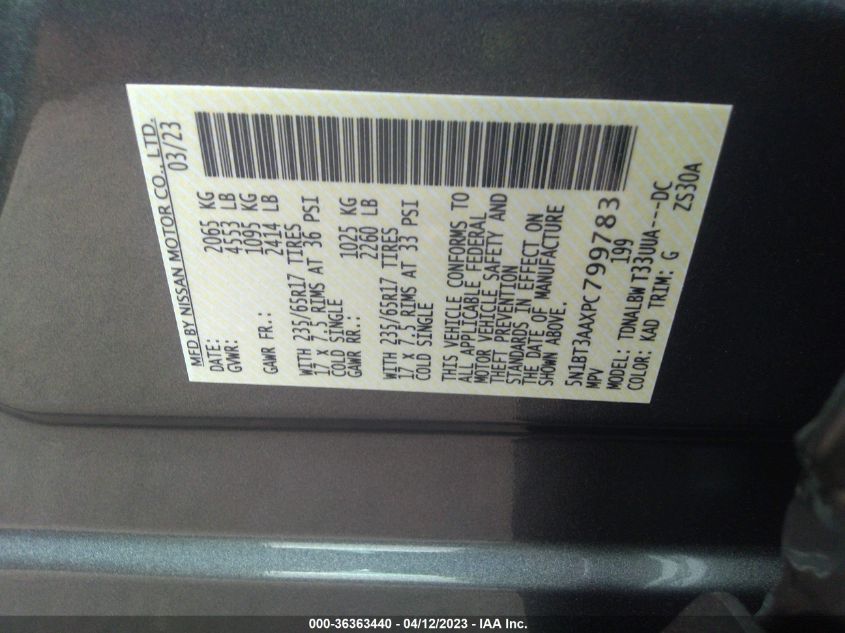 MFD BY NISSAN MOTOR CO., LTD.
DATE: 03/23
GVWR: 2065 KG
4553 LB
GAWR FR.: 1095 KG
2414 LB
WITH 235/65R17 TIRES
17 X 7.5 RIMS AT 36 PSI
COLD SINGLE
GAWR RR.: 1025 KG
2260 LB
WITH 235/65R17 TIRES
17 X 7.5 RIMS AT 33 PSI
COLD SINGLE
THIS VEHICLE CONFORMS TO
ALL APPLICABLE FEDERAL
MOTOR VEHICLE SAFETY AND
THEFT PREVENTION
STANDARDS IN EFFECT ON
THE DATE OF MANUFACTURE
SHOWN ABOVE.
5N1BT3AAXPC799783
MPV 199
MODEL: TDNALBW T33UUA---DC
COLOR: KAD TRIM: G ZS30A
000-36363440 - 04/12/2023 - IAA Inc.